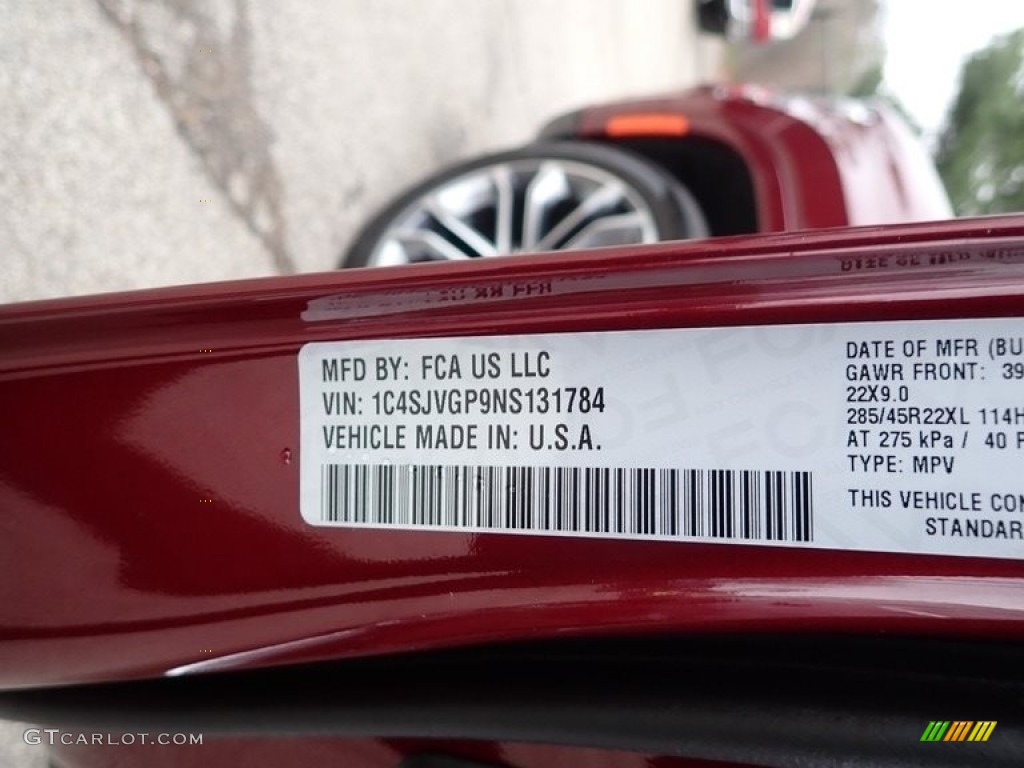 MFD BY: FCA US LLC
VIN: 1C4SJVGP9NS131784
VEHICLE MADE IN: U.S.A.
DATE OF MFR (BU
GAWR FRONT: 39
22X9.0
285/45R22XL 114H
AT 275 kPa / 40 P
TYPE: MPV
THIS VEHICLE CON
STANDAR
GTCARLOT.COM